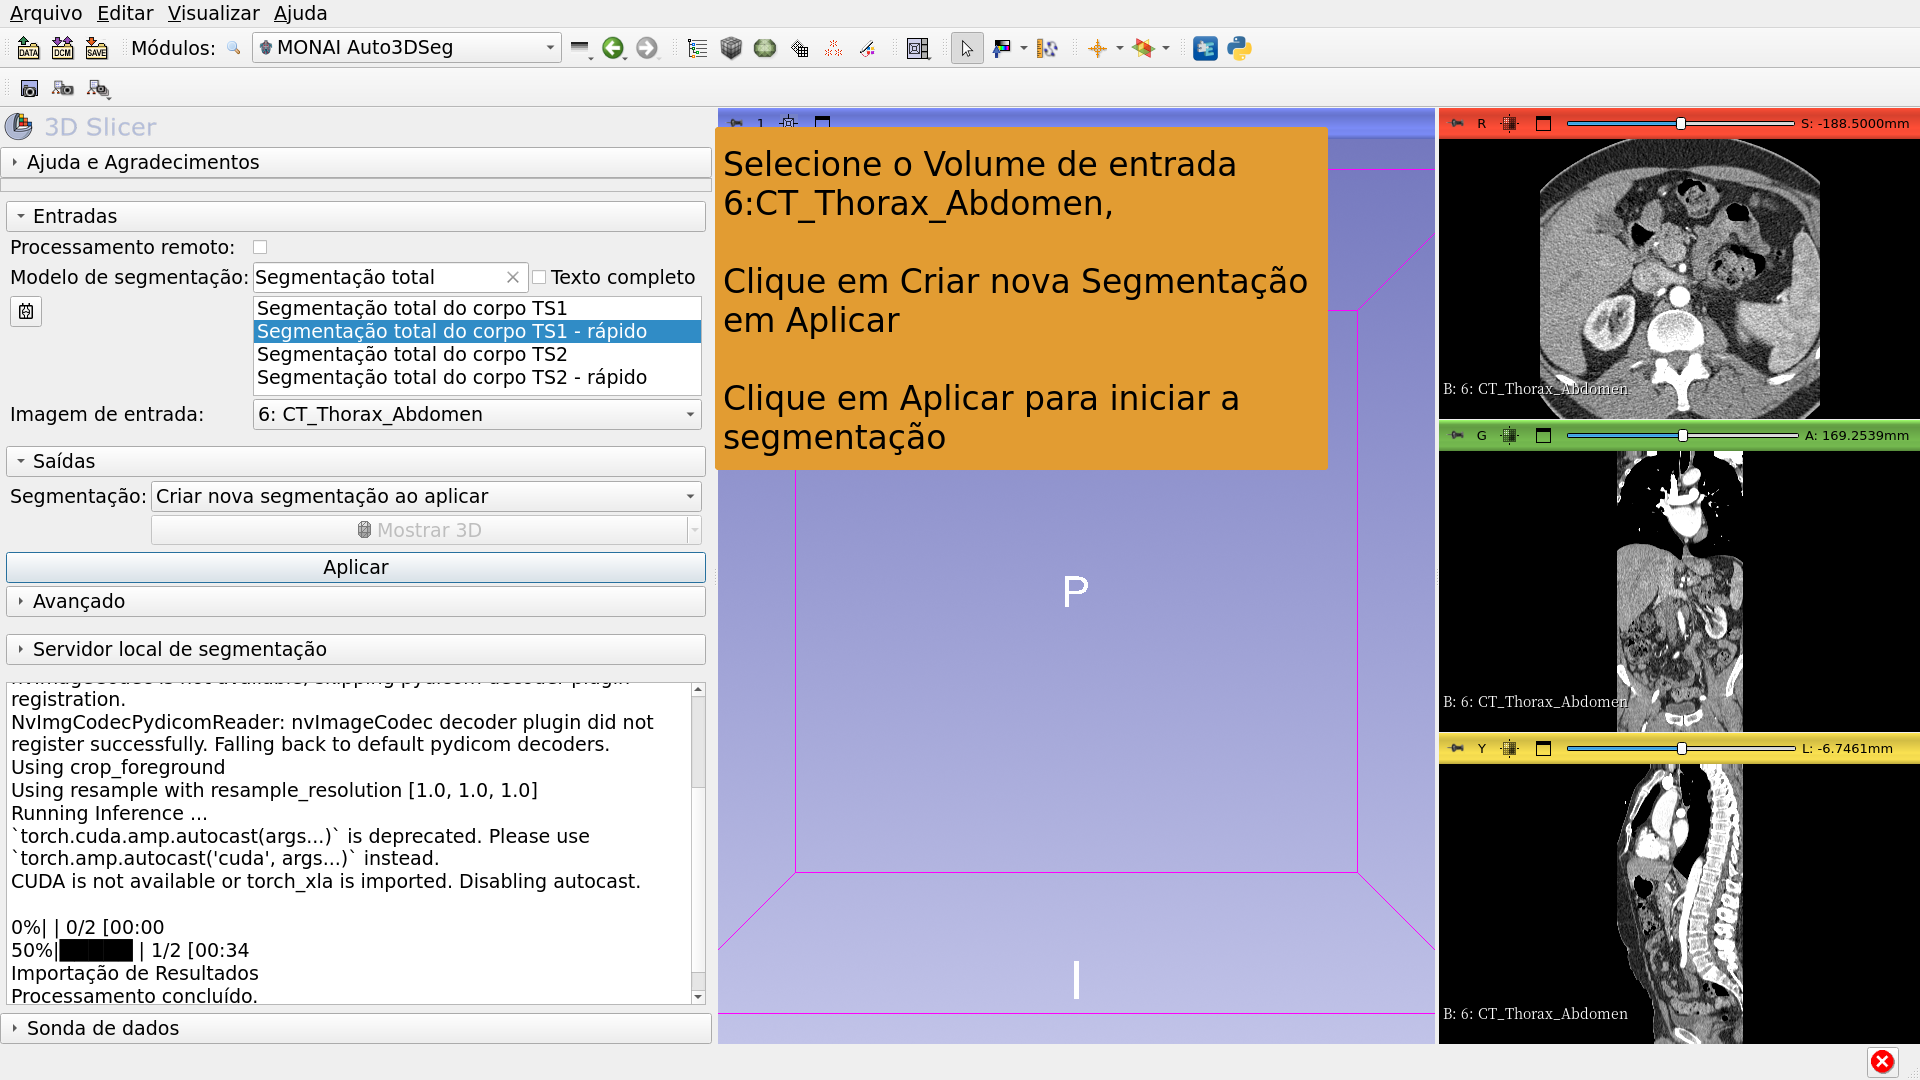 Arquivo Editar Visualizar Ajuda
DATA DCM SAVE Módulos: MONAI Auto3DSeg
3D Slicer
Ajuda e Agradecimentos
Entradas
Processamento remoto:
Modelo de segmentação: Segmentação total Texto completo
Segmentação total do corpo TS1
Segmentação total do corpo TS1 - rápido
Segmentação total do corpo TS2
Segmentação total do corpo TS2 - rápido
Imagem de entrada: 6: CT_Thorax_Abdomen
Saídas
Segmentação: Criar nova segmentação ao aplicar
Mostrar 3D
Aplicar
Avançado
Servidor local de segmentação
registration.
NvImgCodecPydicomReader: nvImageCodec decoder plugin did not
register successfully. Falling back to default pydicom decoders.
Using crop_foreground
Using resample with resample_resolution [1.0, 1.0, 1.0]
Running Inference ...
`torch.cuda.amp.autocast(args...)` is deprecated. Please use
`torch.amp.autocast('cuda', args...)` instead.
CUDA is not available or torch_xla is imported. Disabling autocast.
0%| | 0/2 [00:00
50%|█████ | 1/2 [00:34
Importação de Resultados
Processamento concluído.
Sonda de dados
1
Selecione o Volume de entrada
6:CT_Thorax_Abdomen,
Clique em Criar nova Segmentação
em Aplicar
Clique em Aplicar para iniciar a
segmentação
P
I
R S: -188.5000mm
B: 6: CT_Thorax_Abdomen
G A: 169.2539mm
B: 6: CT_Thorax_Abdomen
Y L: -6.7461mm
B: 6: CT_Thorax_Abdomen